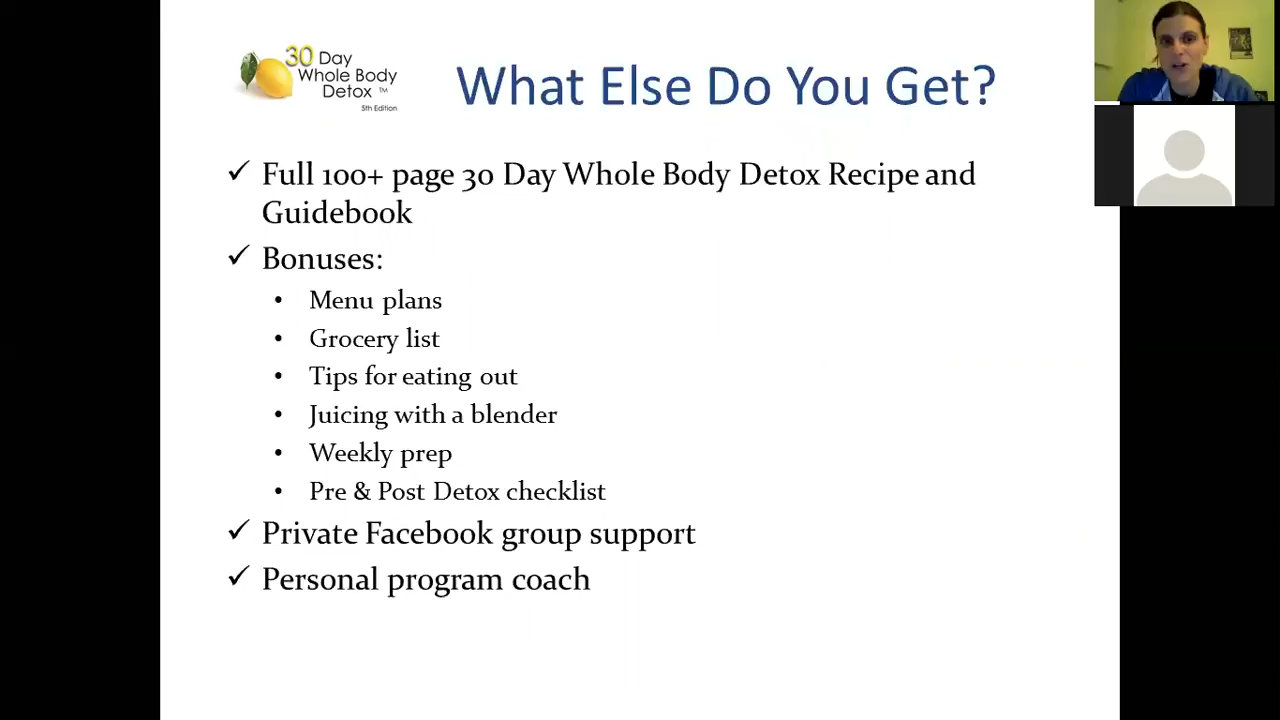 30 Day
Whole Body
Detox ™
5th Edition
What Else Do You Get?
✓ Full 100+ page 30 Day Whole Body Detox Recipe and
Guidebook
✓ Bonuses:
• Menu plans
• Grocery list
• Tips for eating out
• Juicing with a blender
• Weekly prep
• Pre & Post Detox checklist
✓ Private Facebook group support
✓ Personal program coach